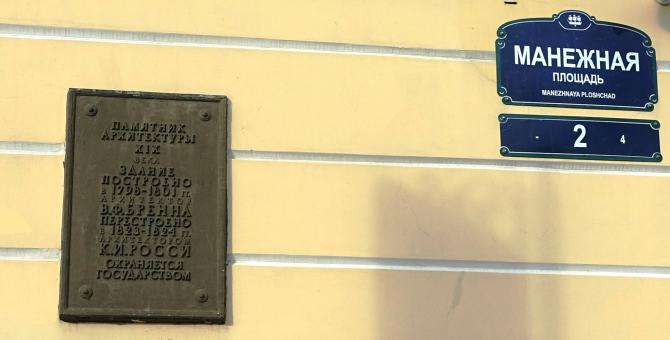 ПАМЯТНИК
АРХИТЕКТУРЫ
XIX
ВЕКА
ЗДАНИЕ
ПОСТРОЕНО
в 1798-1801 гг.
АРХИТЕКТОР
В.Ф.БРЕННА
ПЕРЕСТРОЕНО
в 1823-1824 гг.
АРХИТЕКТОРОМ
К.И.РОССИ
ОХРАНЯЕТСЯ
ГОСУДАРСТВОМ
МАНЕЖНАЯ
ПЛОЩАДЬ
MANEZHNAYA PLOSHCHAD
- 2 4